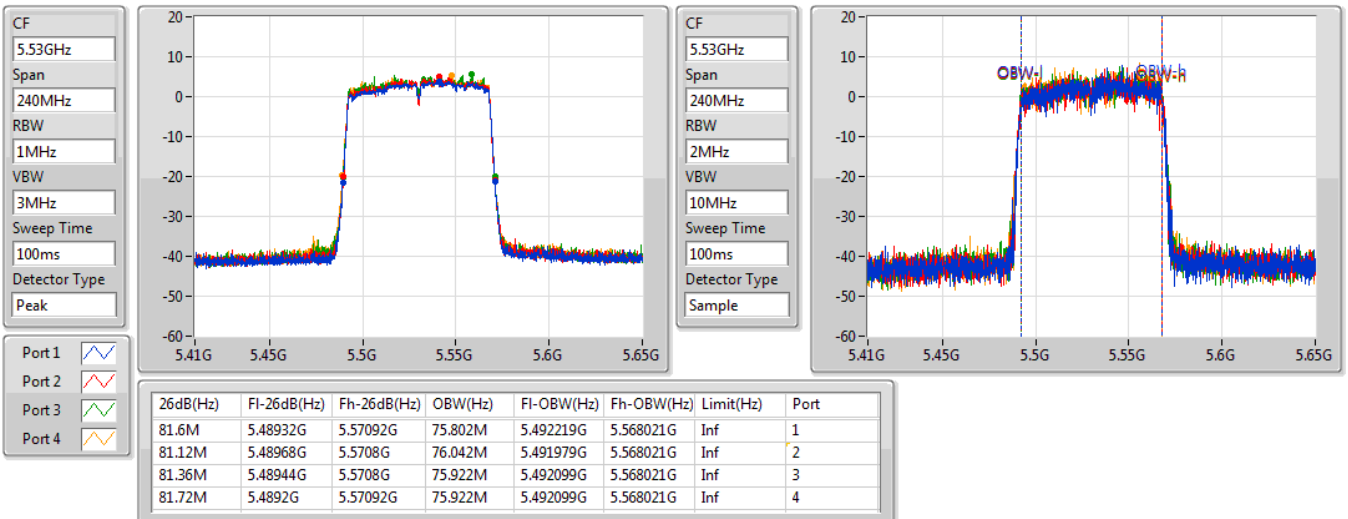 CF
5.53GHz
Span
240MHz
RBW
1MHz
VBW
3MHz
Sweep Time
100ms
Detector Type
Peak
20
10
0
-10
-20
-30
-40
-50
-60
5.41G 5.45G 5.5G 5.55G 5.6G 5.65G
CF
5.53GHz
Span
240MHz
RBW
2MHz
VBW
10MHz
Sweep Time
100ms
Detector Type
Sample
20
10
0
-10
-20
-30
-40
-50
-60
OBW-l OBW-h
5.41G 5.45G 5.5G 5.55G 5.6G 5.65G
Port 1
Port 2
Port 3
Port 4
26dB(Hz) Fl-26dB(Hz) Fh-26dB(Hz) OBW(Hz) Fl-OBW(Hz) Fh-OBW(Hz) Limit(Hz) Port
81.6M 5.48932G 5.57092G 75.802M 5.492219G 5.568021G Inf 1
81.12M 5.48968G 5.5708G 76.042M 5.491979G 5.568021G Inf 2
81.36M 5.48944G 5.5708G 75.922M 5.492099G 5.568021G Inf 3
81.72M 5.4892G 5.57092G 75.922M 5.492099G 5.568021G Inf 4